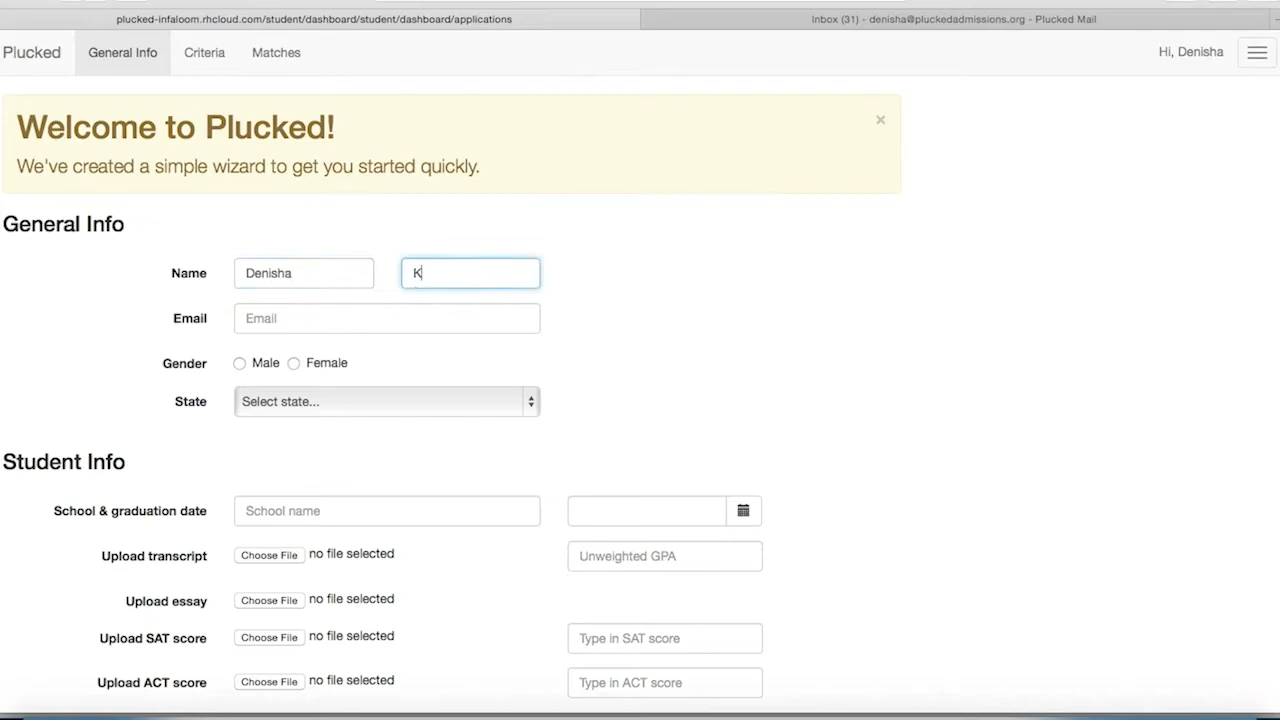 plucked-infaloom.rhcloud.com/student/dashboard/student/dashboard/applications
Inbox (31) - denisha@pluckedadmissions.org - Plucked Mail
Plucked General Info Criteria Matches Hi, Denisha
Welcome to Plucked! ×
We've created a simple wizard to get you started quickly.
General Info
Name Denisha K
Email Email
Gender Male Female
State Select state...
Student Info
School & graduation date School name
Upload transcript Choose File no file selected Unweighted GPA
Upload essay Choose File no file selected
Upload SAT score Choose File no file selected Type in SAT score
Upload ACT score Choose File no file selected Type in ACT score